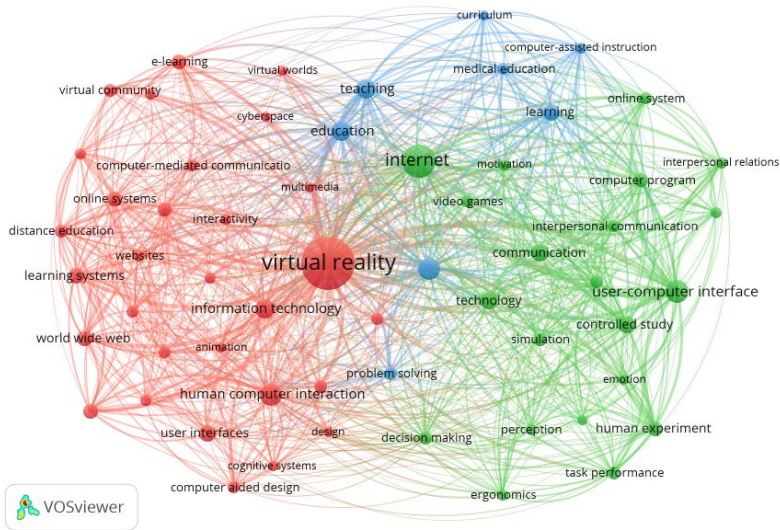 curriculum
computer-assisted instruction
e-learning
virtual worlds
medical education
virtual community
teaching
online system
cyberspace
learning
education
internet
motivation
interpersonal relations
computer-mediated communicatio
computer program
multimedia
online systems
video games
interactivity
interpersonal communication
distance education
websites
communication
virtual reality
learning systems
user-computer interface
technology
information technology
controlled study
world wide web
simulation
animation
problem solving
emotion
human computer interaction
user interfaces
design
decision making
perception
human experiment
cognitive systems
task performance
computer aided design
ergonomics
VOSviewer